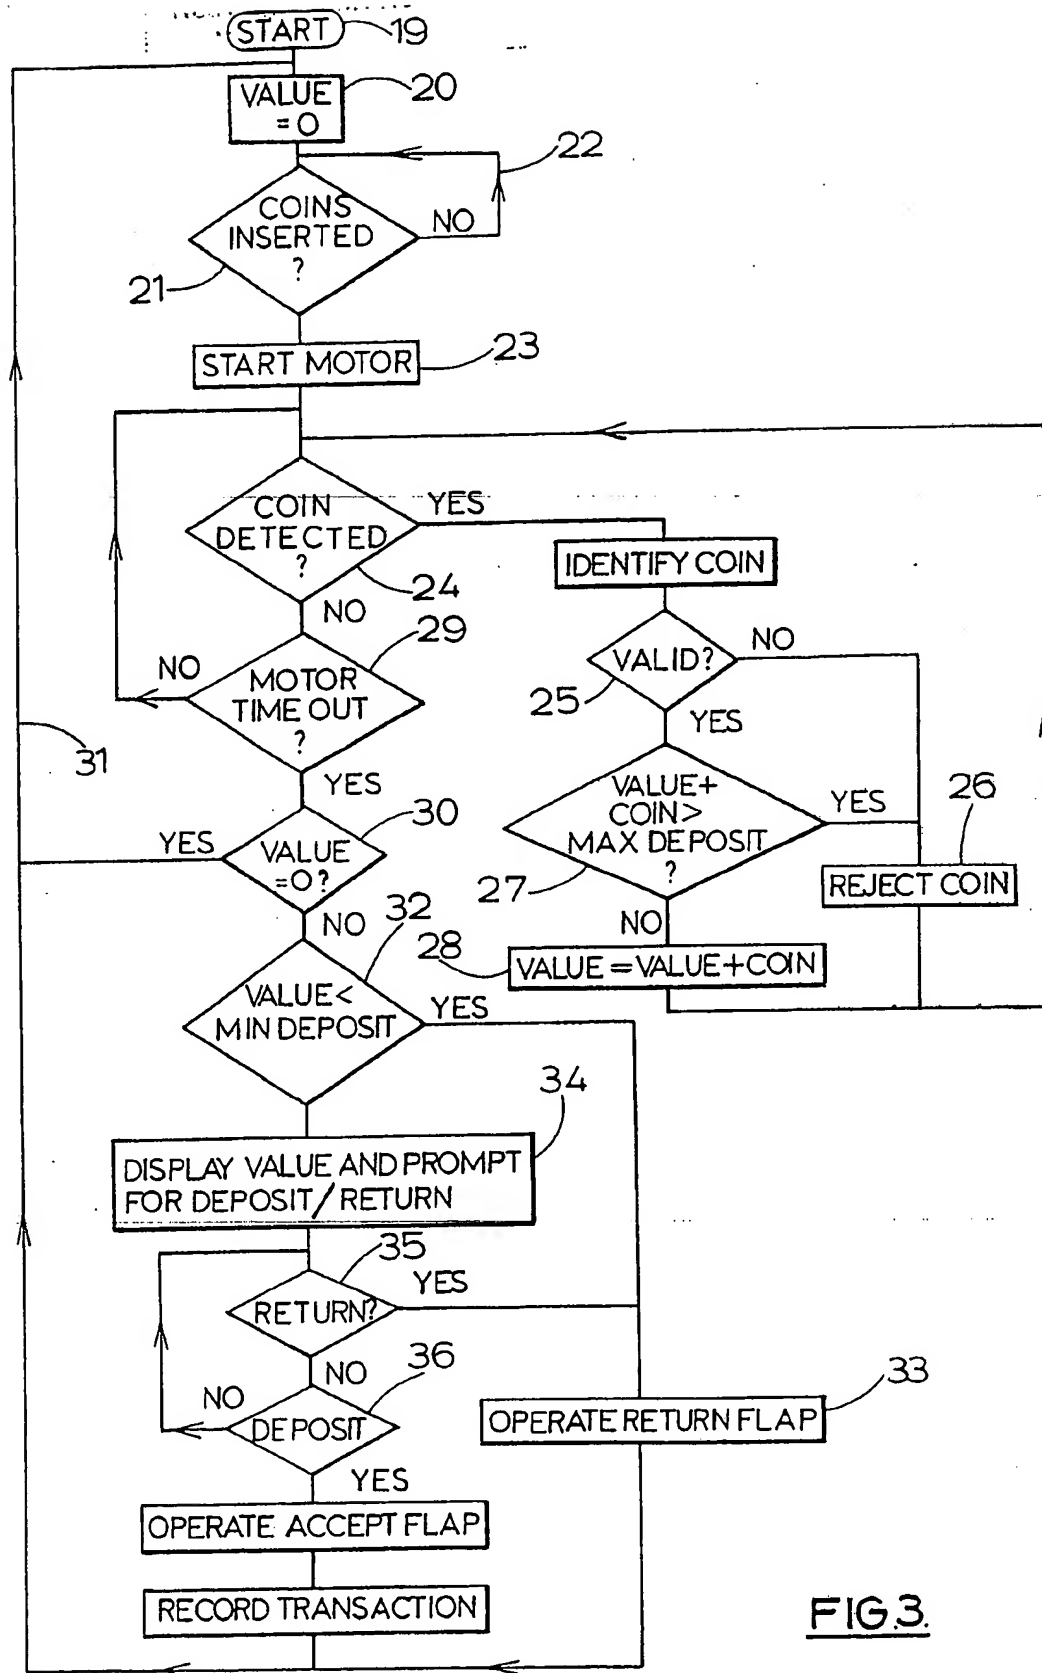 START
19
VALUE
=0
20
22
COINS
INSERTED
?
NO
21
START MOTOR
23
COIN
DETECTED
?
YES
24
IDENTIFY COIN
NO
29
VALID?
NO
25
NO
MOTOR
TIME OUT
?
YES
31
YES
VALUE+
COIN>
MAX DEPOSIT
?
YES
26
30
YES
VALUE
=0?
27
REJECT COIN
NO
32
NO
28
VALUE=VALUE+COIN
VALUE<
MIN DEPOSIT
YES
34
DISPLAY VALUE AND PROMPT
FOR DEPOSIT/RETURN
35
RETURN?
YES
NO
36
NO
DEPOSIT
33
OPERATE RETURN FLAP
YES
OPERATE ACCEPT FLAP
RECORD TRANSACTION
FIG.3.